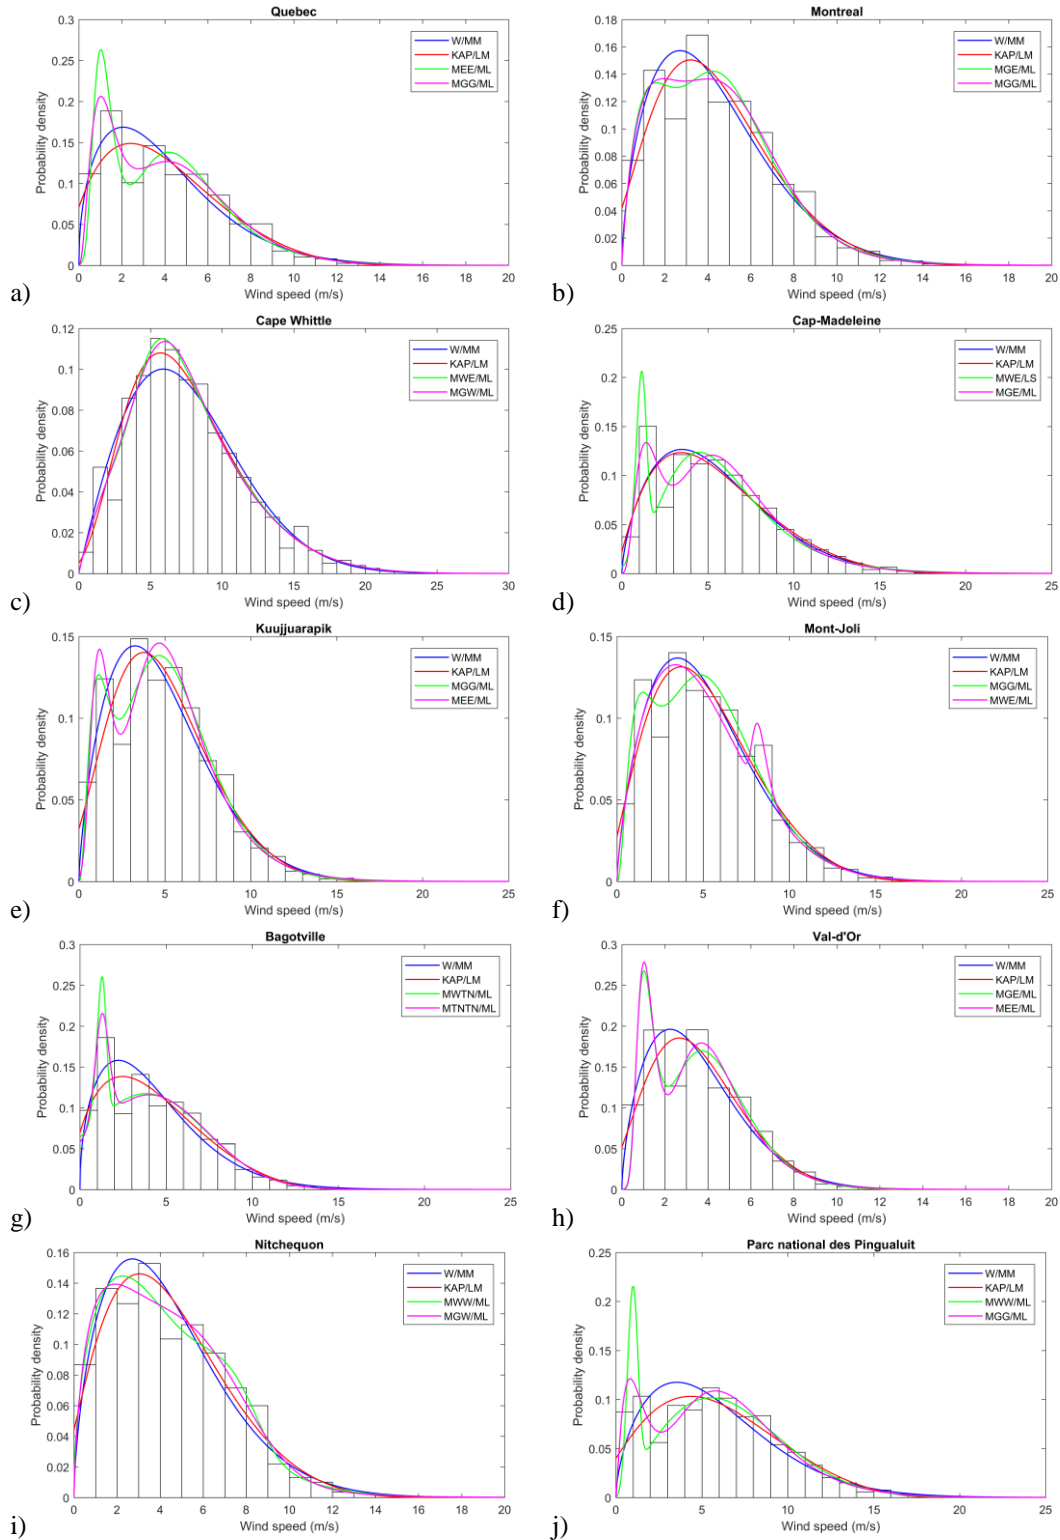 Quebec
0.3
0.25
0.2
0.15
0.1
0.05
0
Probability density
W/MM
KAP/LM
MEE/ML
MGG/ML
0 2 4 6 8 10 12 14 16 18 20
Wind speed (m/s)
a)
Montreal
0.18
0.16
0.14
0.12
0.1
0.08
0.06
0.04
0.02
0
Probability density
W/MM
KAP/LM
MGE/ML
MGG/ML
0 2 4 6 8 10 12 14 16 18 20
Wind speed (m/s)
b)
Cape Whittle
0.12
0.1
0.08
0.06
0.04
0.02
0
Probability density
W/MM
KAP/LM
MWE/ML
MGW/ML
0 5 10 15 20 25 30
Wind speed (m/s)
c)
Cap-Madeleine
0.25
0.2
0.15
0.1
0.05
0
Probability density
W/MM
KAP/LM
MWE/LS
MGE/ML
0 5 10 15 20 25
Wind speed (m/s)
d)
Kuujjuarapik
0.15
0.1
0.05
0
Probability density
W/MM
KAP/LM
MGG/ML
MEE/ML
0 5 10 15 20 25
Wind speed (m/s)
e)
Mont-Joli
0.15
0.1
0.05
0
Probability density
W/MM
KAP/LM
MGG/ML
MWE/ML
0 5 10 15 20 25
Wind speed (m/s)
f)
Bagotville
0.3
0.25
0.2
0.15
0.1
0.05
0
Probability density
W/MM
KAP/LM
MWTN/ML
MTNTN/ML
0 5 10 15 20 25
Wind speed (m/s)
g)
Val-d'Or
0.3
0.25
0.2
0.15
0.1
0.05
0
Probability density
W/MM
KAP/LM
MGE/ML
MEE/ML
0 2 4 6 8 10 12 14 16 18 20
Wind speed (m/s)
h)
Nitchequon
0.16
0.14
0.12
0.1
0.08
0.06
0.04
0.02
0
Probability density
W/MM
KAP/LM
MWW/ML
MGW/ML
0 2 4 6 8 10 12 14 16 18 20
Wind speed (m/s)
i)
Parc national des Pingualuit
0.25
0.2
0.15
0.1
0.05
0
Probability density
W/MM
KAP/LM
MWW/ML
MGG/ML
0 5 10 15 20 25
Wind speed (m/s)
j)